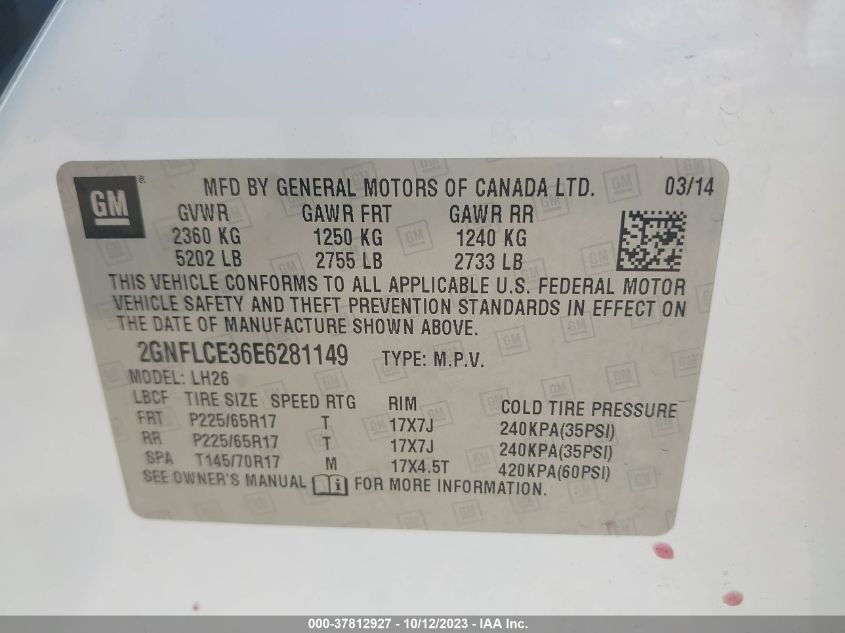 GM® MFD BY GENERAL MOTORS OF CANADA LTD. 03/14
GVWR GAWR FRT GAWR RR
2360 KG 1250 KG 1240 KG
5202 LB 2755 LB 2733 LB
THIS VEHICLE CONFORMS TO ALL APPLICABLE U.S. FEDERAL MOTOR
VEHICLE SAFETY AND THEFT PREVENTION STANDARDS IN EFFECT ON
THE DATE OF MANUFACTURE SHOWN ABOVE.
2GNFLCE36E6281149 TYPE: M.P.V.
MODEL: LH26
LBCF TIRE SIZE SPEED RTG RIM COLD TIRE PRESSURE
FRT P225/65R17 T 17X7J 240KPA(35PSI)
RR P225/65R17 T 17X7J 240KPA(35PSI)
SPA T145/70R17 M 17X4.5T 420KPA(60PSI)
SEE OWNER'S MANUAL i FOR MORE INFORMATION.
000-37812927 - 10/12/2023 - IAA Inc.